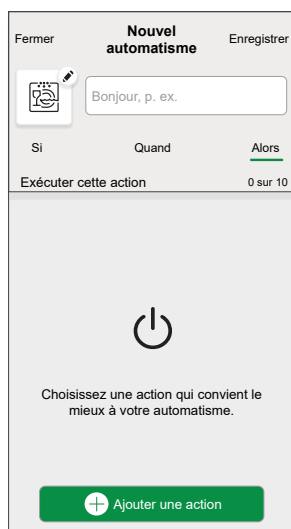 Fermer
Nouvel
automatisme
Enregistrer
Bonjour, p. ex.
Si
Quand
Alors
Exécuter cette action
0 sur 10
Choisissez une action qui convient le
mieux à votre automatisme.
Ajouter une action